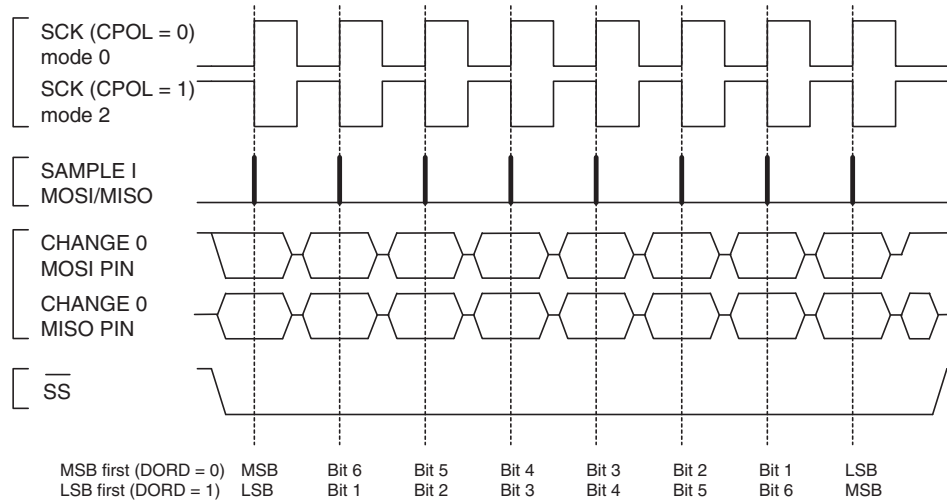 SCK (CPOL = 0)
mode 0
SCK (CPOL = 1)
mode 2
SAMPLE I
MOSI/MISO
CHANGE 0
MOSI PIN
CHANGE 0
MISO PIN
SS
MSB first (DORD = 0) MSB Bit 6 Bit 5 Bit 4 Bit 3 Bit 2 Bit 1 LSB
LSB first (DORD = 1) LSB Bit 1 Bit 2 Bit 3 Bit 4 Bit 5 Bit 6 MSB